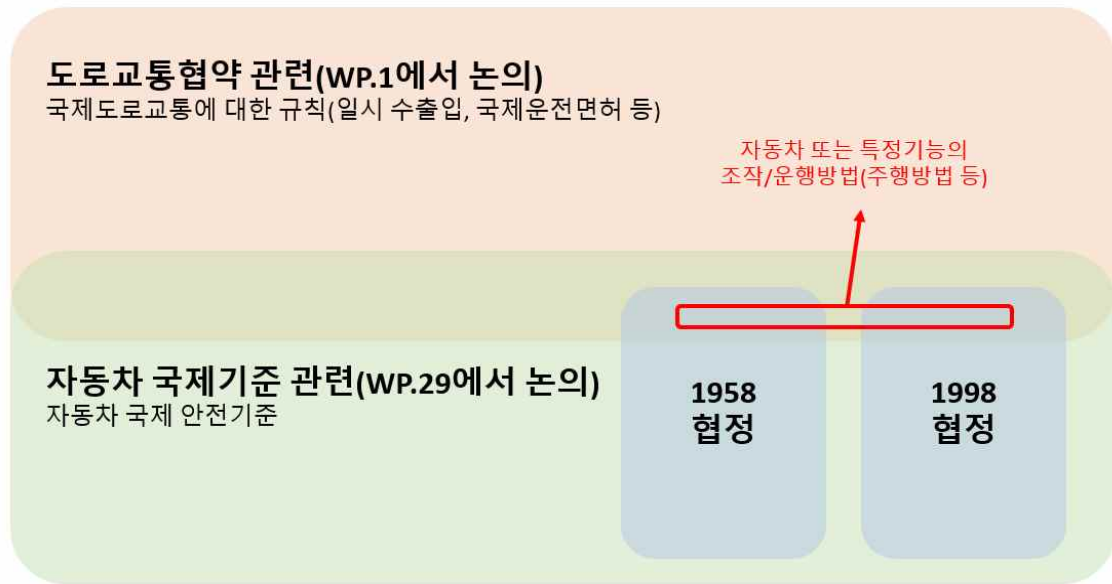 도로교통협약 관련(WP.1에서 논의)
국제도로교통에 대한 규칙(일시 수출입, 국제운전면허 등)
자동차 또는 특정기능의
조작/운행방법(주행방법 등)
자동차 국제기준 관련(WP.29에서 논의)
자동차 국제 안전기준
1958
협정
1998
협정